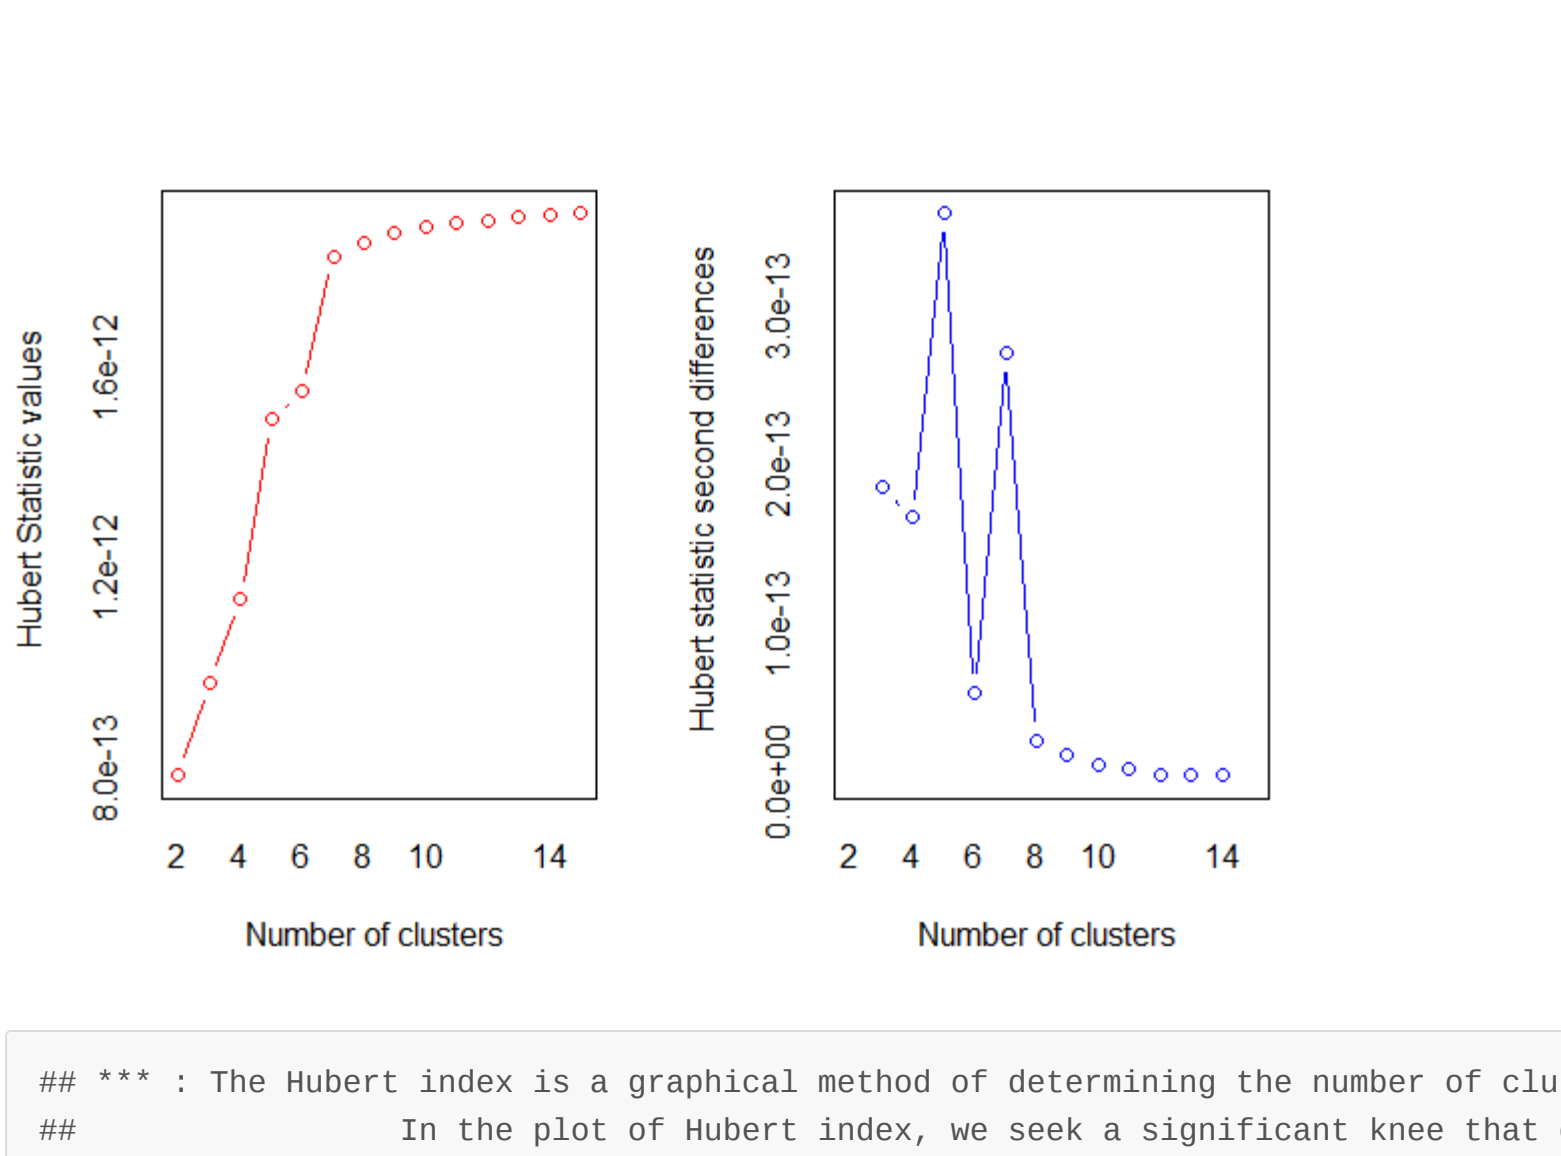 Hubert Statistic values
8.0e-13 1.2e-12 1.6e-12
2 4 6 8 10 14
Number of clusters
Hubert statistic second differences
0.0e+00 1.0e-13 2.0e-13 3.0e-13
2 4 6 8 10 14
Number of clusters
## *** : The Hubert index is a graphical method of determining the number of clu
## In the plot of Hubert index, we seek a significant knee that